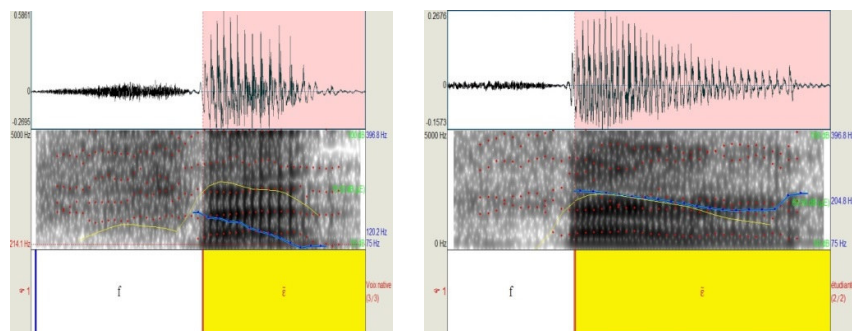 0.5861
0
-0.2695
5000 Hz
396.8 Hz
120.2 Hz
214.1 Hz
75 Hz
1
f
ɛ̃
Voix native
(3/3)
0.2676
0
-0.1573
5000 Hz
396.8 Hz
204.8 Hz
0 Hz
75 Hz
1
f
ɛ̃
étudiante
(2/2)